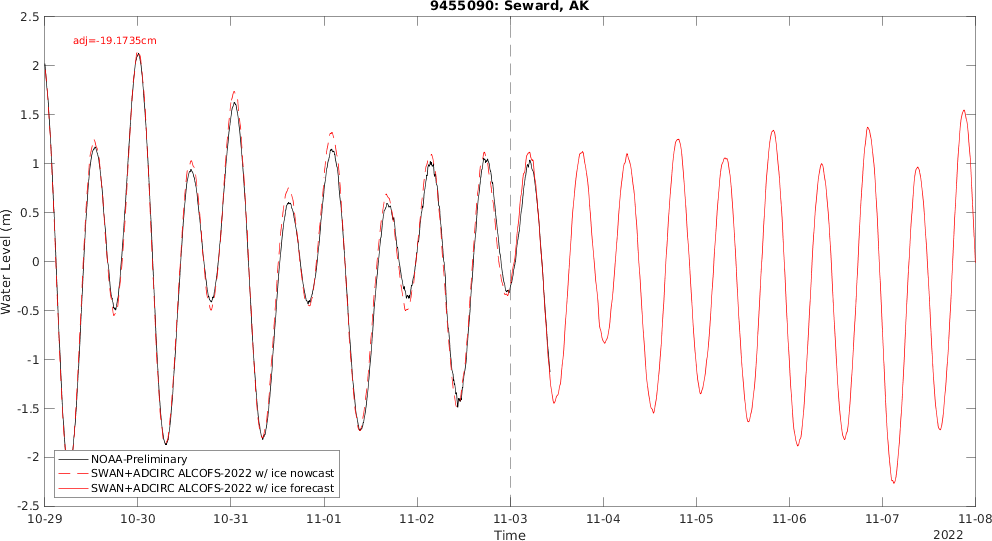 9455090: Seward, AK
adj=-19.1735cm
Water Level (m)
2.5
2
1.5
1
0.5
0
-0.5
-1
-1.5
-2
-2.5
NOAA-Preliminary
SWAN+ADCIRC ALCOFS-2022 w/ ice nowcast
SWAN+ADCIRC ALCOFS-2022 w/ ice forecast
10-29 10-30 10-31 11-01 11-02 11-03 11-04 11-05 11-06 11-07 11-08
Time
2022